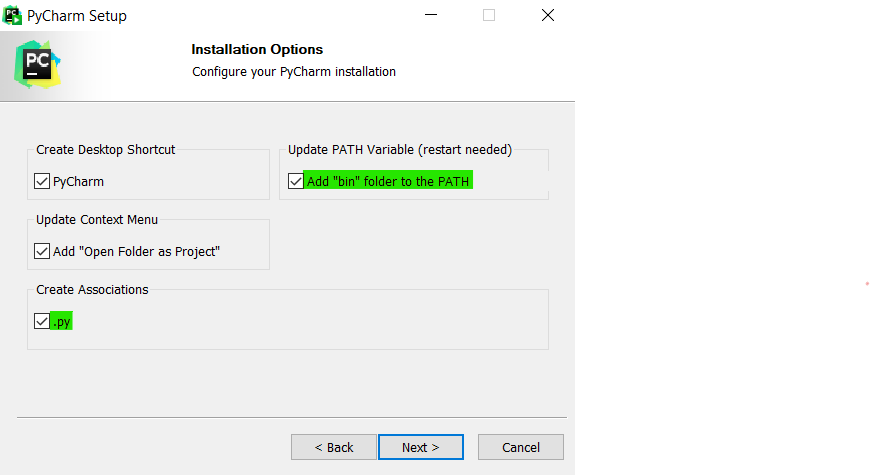 PyCharm Setup
PC
Installation Options
Configure your PyCharm installation
Create Desktop Shortcut
PyCharm
Update PATH Variable (restart needed)
Add "bin" folder to the PATH
Update Context Menu
Add "Open Folder as Project"
Create Associations
.py
< Back
Next >
Cancel